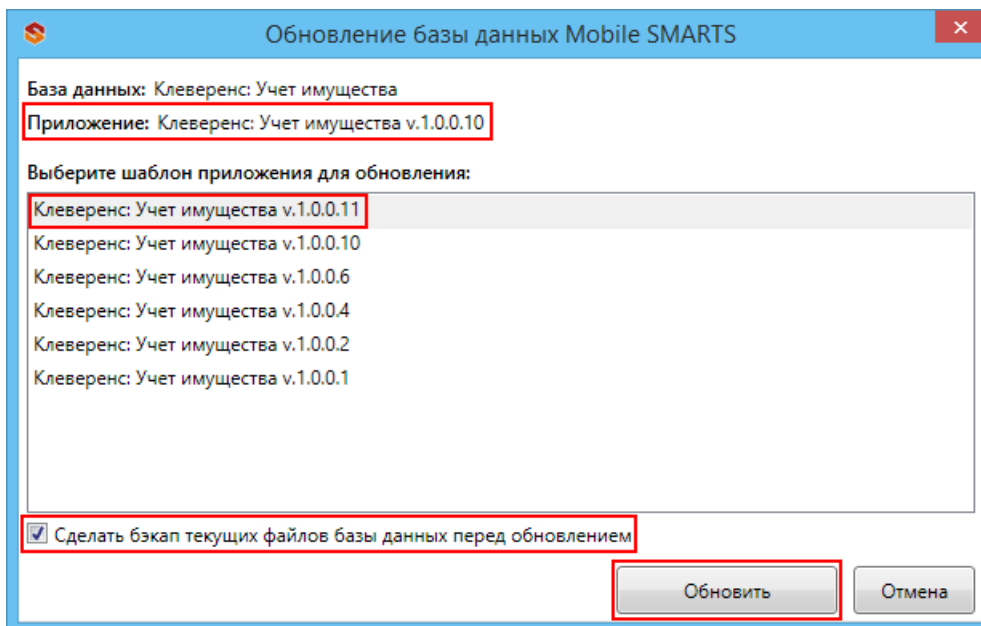 Обновление базы данных Mobile SMARTS
База данных: Клеверенс: Учет имущества
Приложение: Клеверенс: Учет имущества v.1.0.0.10
Выберите шаблон приложения для обновления:
Клеверенс: Учет имущества v.1.0.0.11
Клеверенс: Учет имущества v.1.0.0.10
Клеверенс: Учет имущества v.1.0.0.6
Клеверенс: Учет имущества v.1.0.0.4
Клеверенс: Учет имущества v.1.0.0.2
Клеверенс: Учет имущества v.1.0.0.1
Сделать бэкап текущих файлов базы данных перед обновлением
Обновить
Отмена